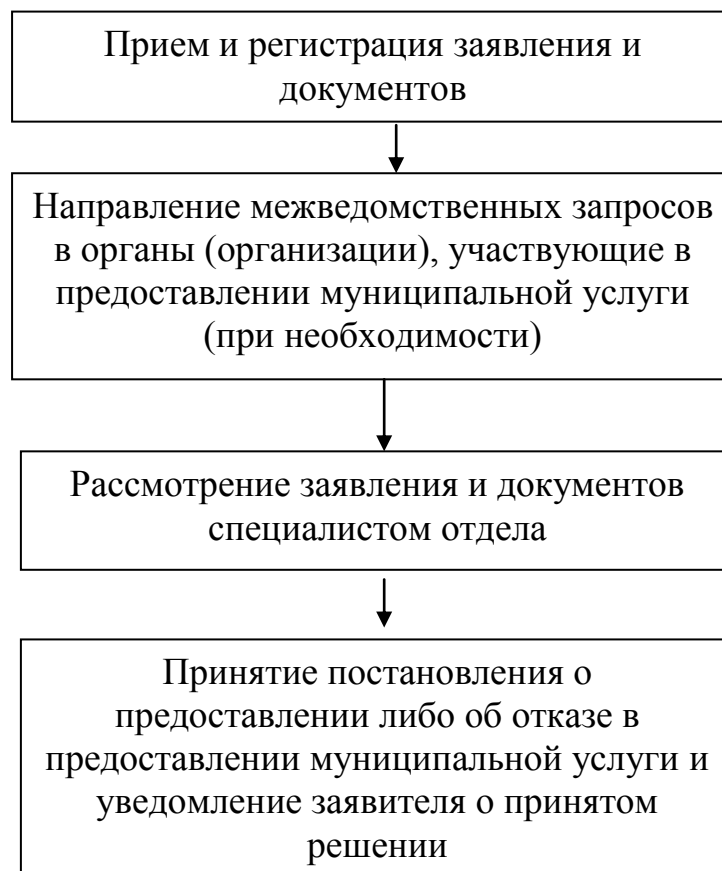 Прием и регистрация заявления и
документов
Направление межведомственных запросов
в органы (организации), участвующие в
предоставлении муниципальной услуги
(при необходимости)
Рассмотрение заявления и документов
специалистом отдела
Принятие постановления о
предоставлении либо об отказе в
предоставлении муниципальной услуги и
уведомление заявителя о принятом
решении